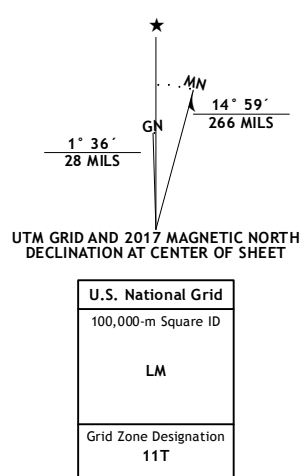 ★
MN
GN
14° 59´
266 MILS
1° 36´
28 MILS
UTM GRID AND 2017 MAGNETIC NORTH
DECLINATION AT CENTER OF SHEET
U.S. National Grid
100,000-m Square ID
LM
Grid Zone Designation
11T